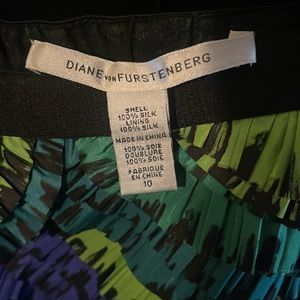 DIANE VON FURSTENBERG
SHELL
100% SILK
LINING
100% SILK
MADE IN CHINA
100% SOIE
DOUBLURE
100% SOIE
FABRIQUE
EN CHINE
10